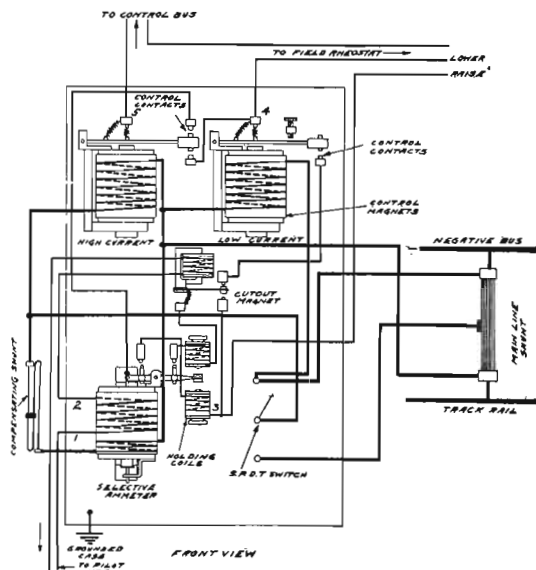 TO CONTROL BUS
TO FIELD RHEOSTAT
LOWER
RAISE
CONTROL
CONTACTS
5
4
CONTROL
CONTACTS
CONTROL
MAGNETS
HIGH CURRENT
LOW CURRENT
NEGATIVE BUS
CUTOUT
MAGNET
MAIN LINE
SHUNT
COMPENSATING SHUNT
2
1
3
HOLDING
COILS
S.P.D.T SWITCH
TRACK RAIL
SELECTIVE
AMMETER
GROUNDED
CASE
TO PILOT
FRONT VIEW